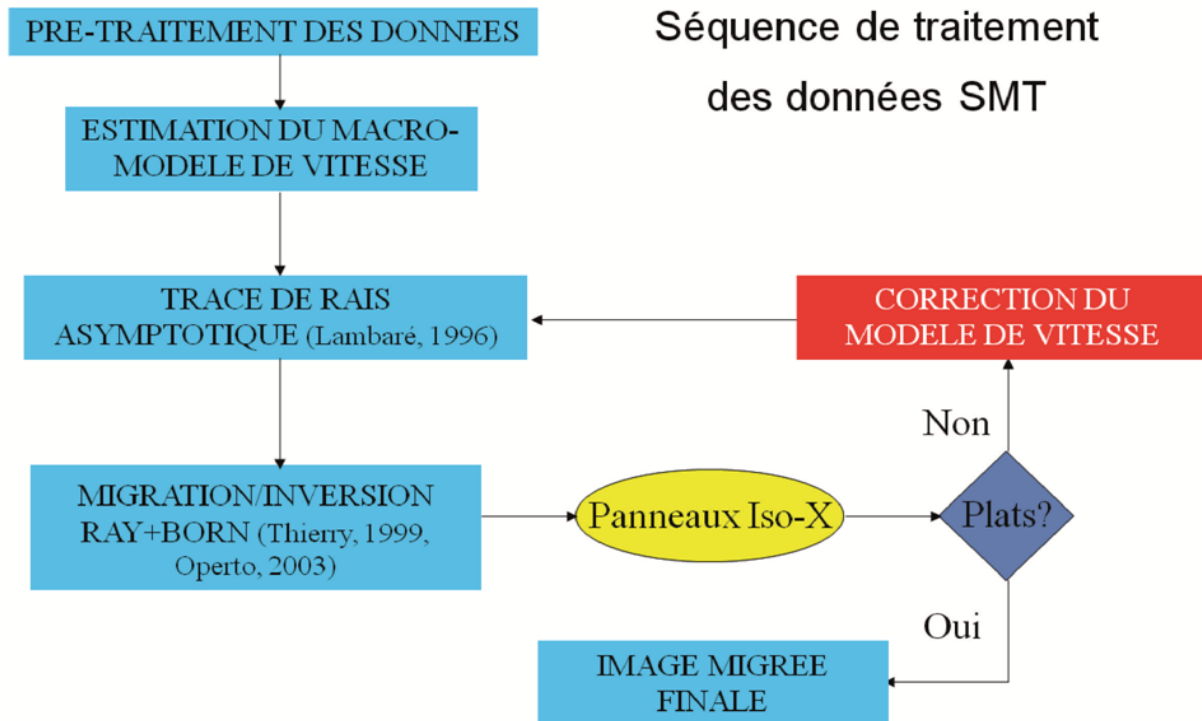 Séquence de traitement
des données SMT
PRE-TRAITEMENT DES DONNEES
ESTIMATION DU MACRO-
MODELE DE VITESSE
TRACE DE RAIS
ASYMPTOTIQUE (Lambaré, 1996)
CORRECTION DU
MODELE DE VITESSE
Non
MIGRATION/INVERSION
RAY+BORN (Thierry, 1999,
Operto, 2003)
Panneaux Iso-X
Plats?
Oui
IMAGE MIGREE
FINALE